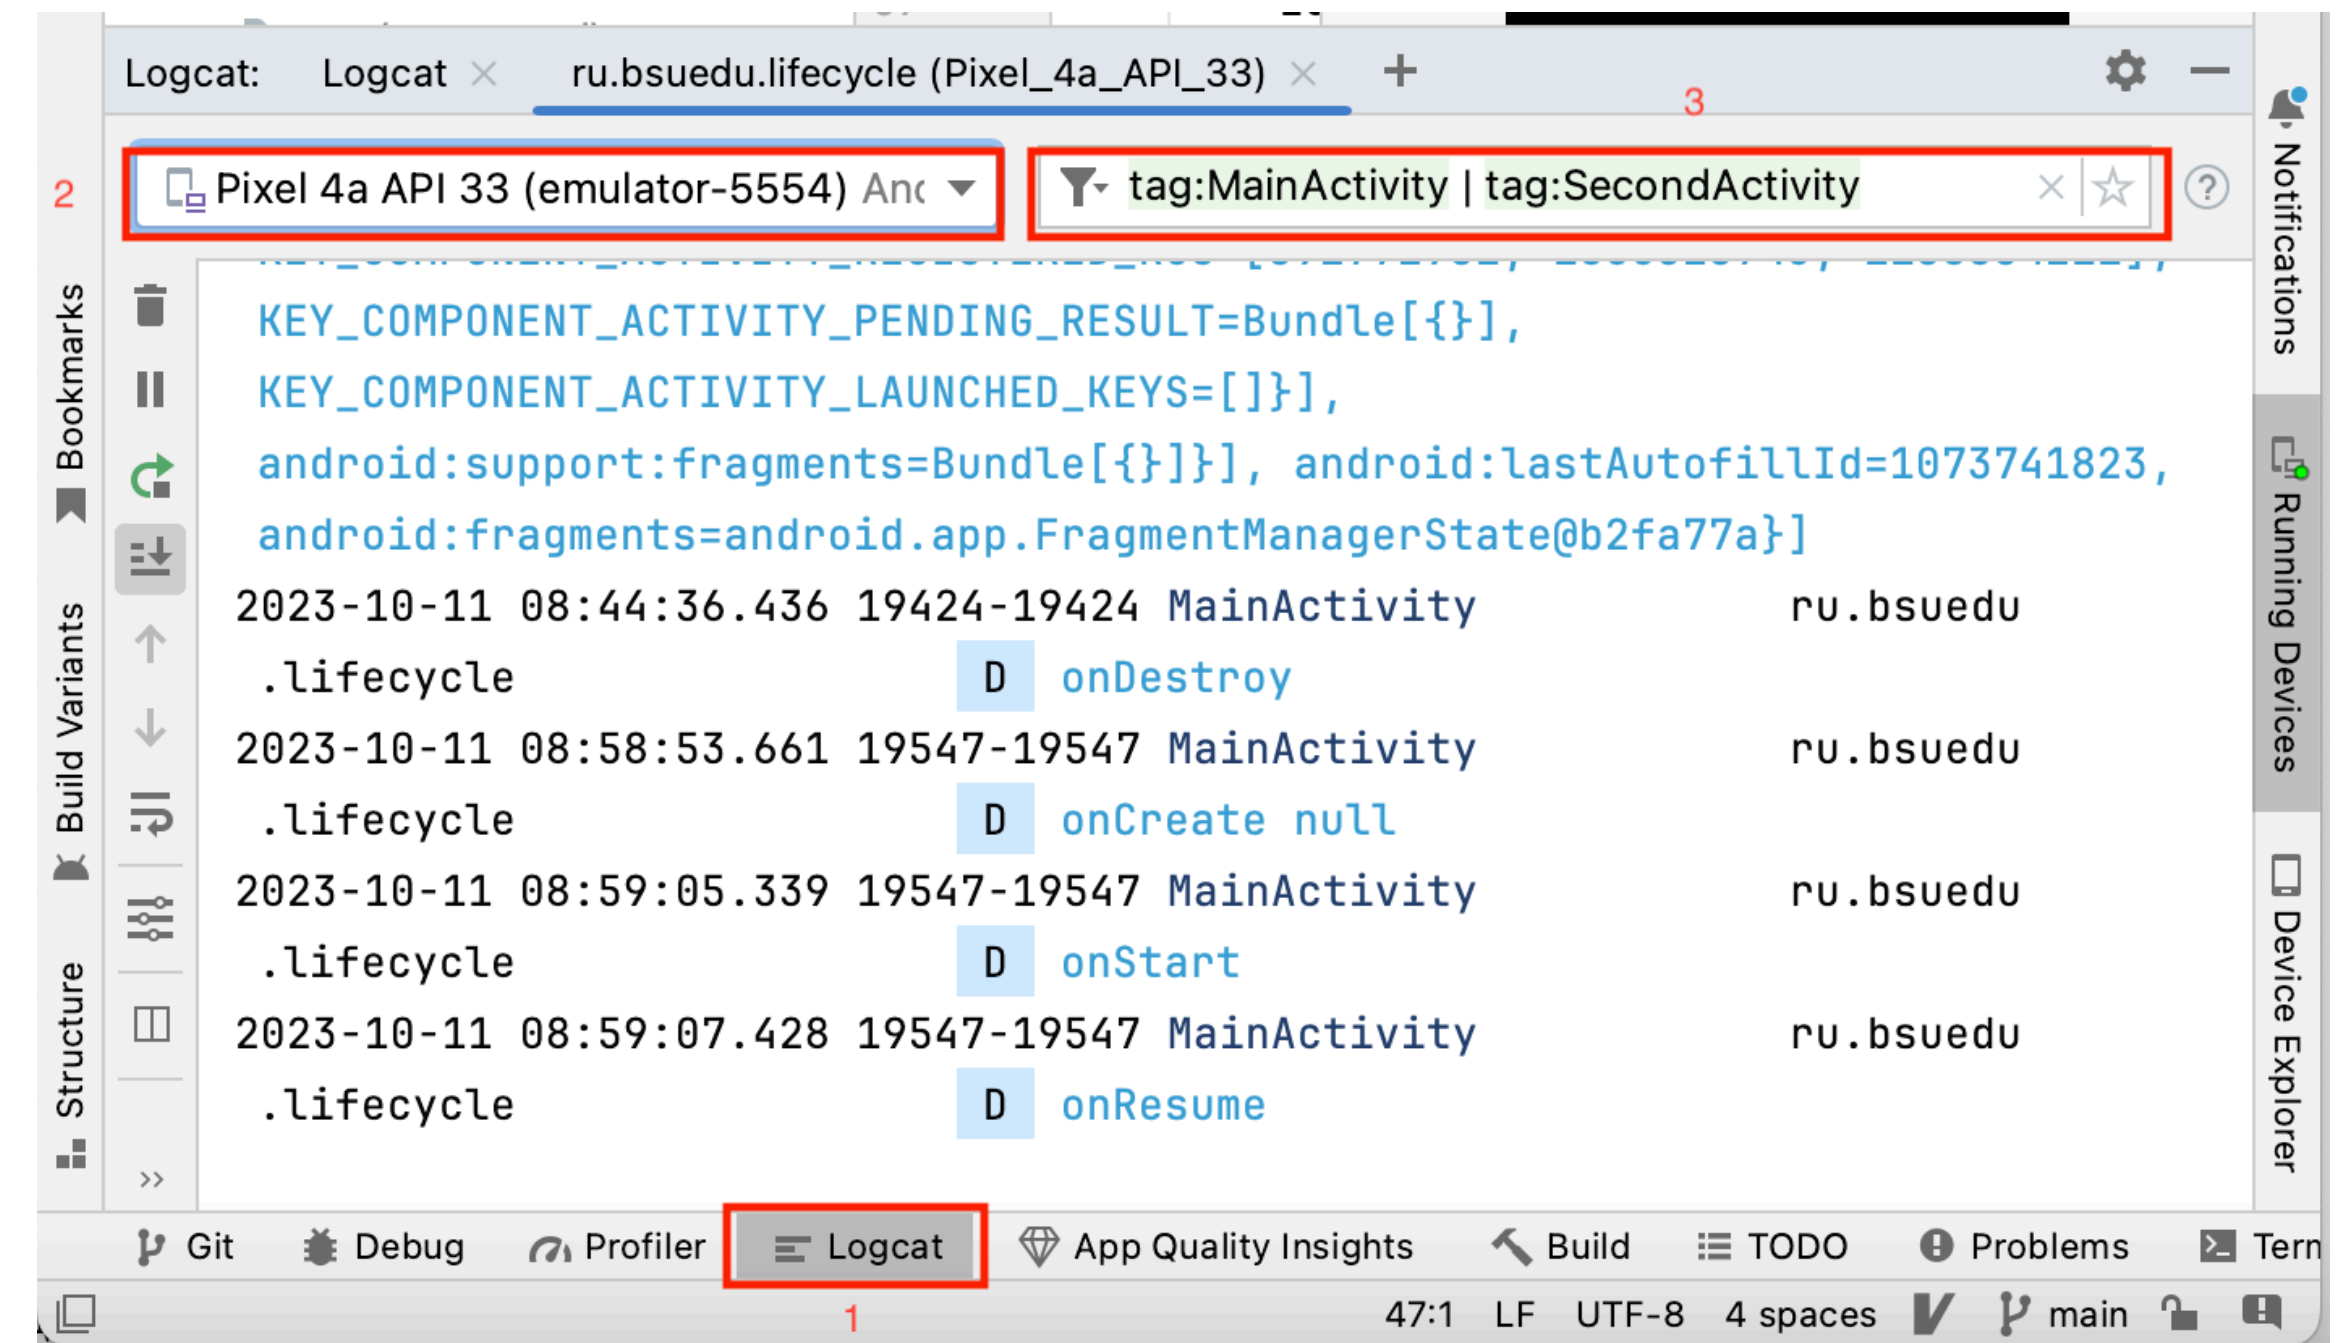 Logcat: Logcat ru.bsuedu.lifecycle (Pixel_4a_API_33)
3
2
Pixel 4a API 33 (emulator-5554) And
tag:MainActivity | tag:SecondActivity
KEY_COMPONENT_ACTIVITY_PENDING_RESULT=Bundle[{}],
KEY_COMPONENT_ACTIVITY_LAUNCHED_KEYS=[]}],
android:support:fragments=Bundle[{}]}], android:lastAutofillId=1073741823,
android:fragments=android.app.FragmentManagerState@b2fa77a}]
2023-10-11 08:44:36.436 19424-19424 MainActivity ru.bsuedu
.lifecycle D onDestroy
2023-10-11 08:58:53.661 19547-19547 MainActivity ru.bsuedu
.lifecycle D onCreate null
2023-10-11 08:59:05.339 19547-19547 MainActivity ru.bsuedu
.lifecycle D onStart
2023-10-11 08:59:07.428 19547-19547 MainActivity ru.bsuedu
.lifecycle D onResume
Bookmarks
Build Variants
Structure
Notifications
Running Devices
Device Explorer
Git Debug Profiler Logcat App Quality Insights Build TODO Problems Tern
1
47:1 LF UTF-8 4 spaces main